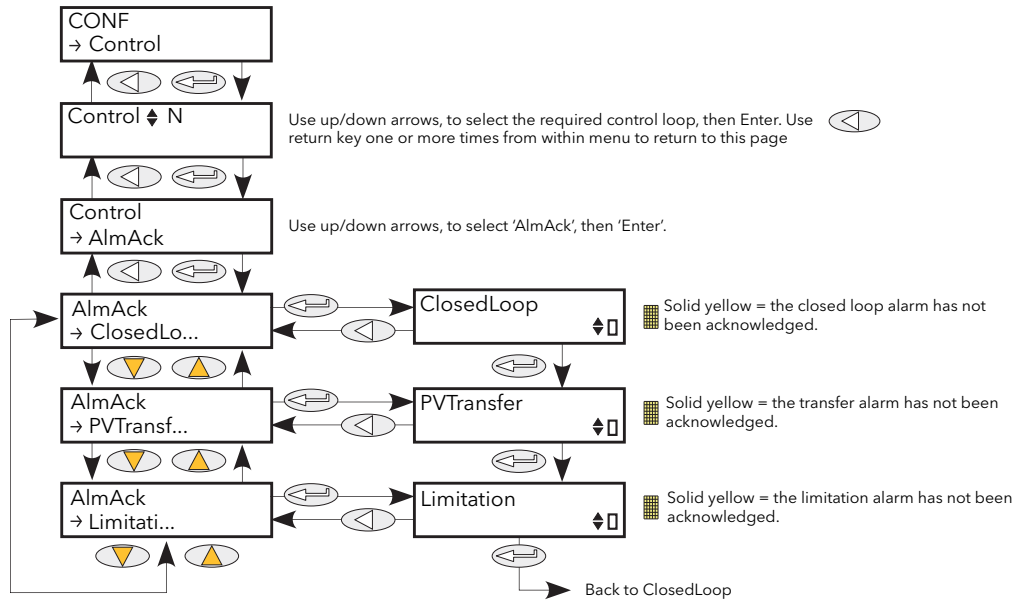 CONF
→ Control
Control N
Use up/down arrows, to select the required control loop, then Enter. Use
return key one or more times from within menu to return to this page
Control
→ AlmAck
Use up/down arrows, to select ‘AlmAck’, then ‘Enter’.
AlmAck
→ ClosedLo...
ClosedLoop
Solid yellow = the closed loop alarm has not
been acknowledged.
AlmAck
→ PVTransf...
PVTransfer
Solid yellow = the transfer alarm has not been
acknowledged.
AlmAck
→ Limitati...
Limitation
Solid yellow = the limitation alarm has not been
acknowledged.
Back to ClosedLoop